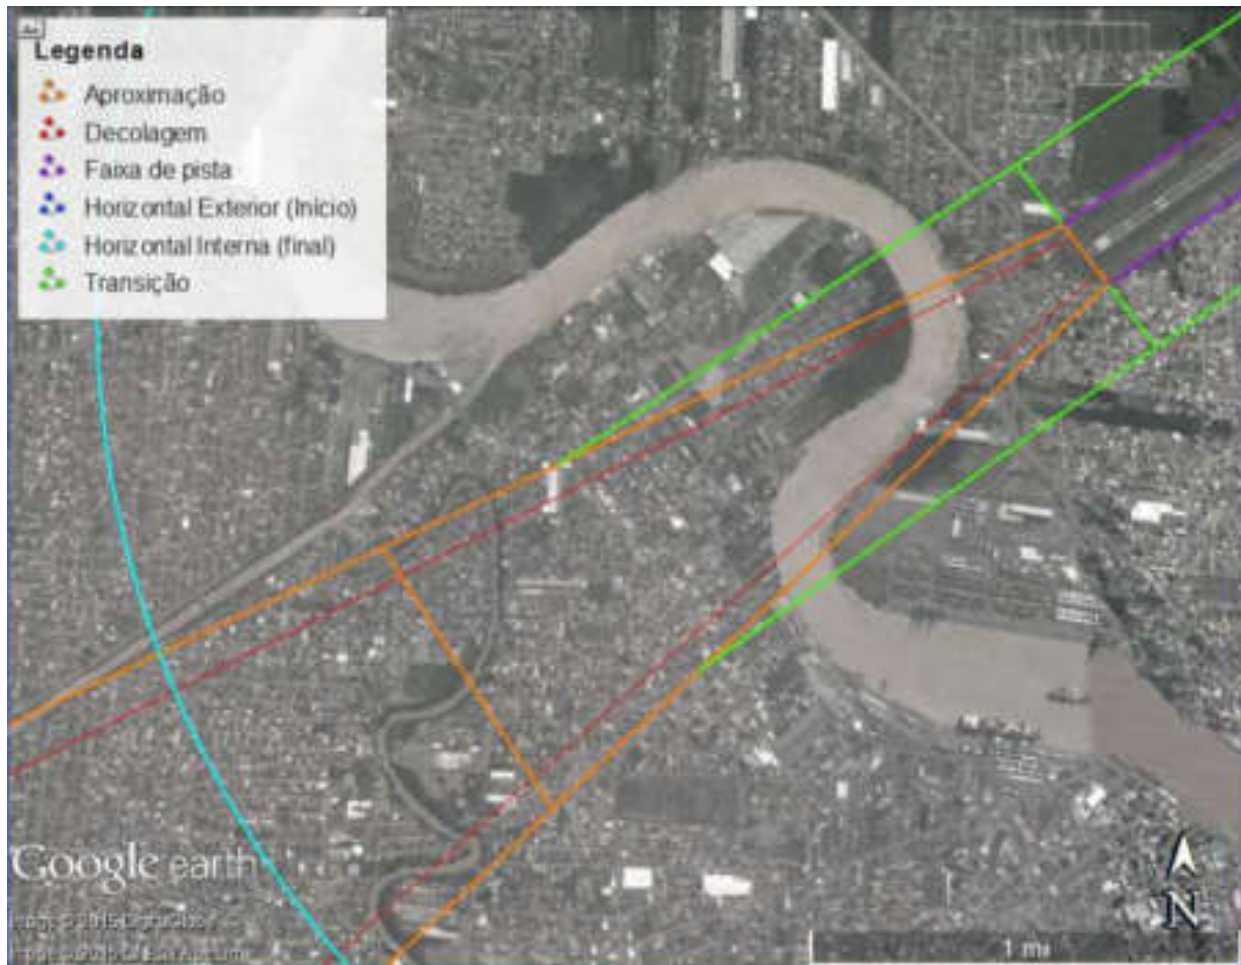 Legenda
Aproximação
Decolagem
Faixa de pista
Horizontal Exterior (Início)
Horizontal Interna (final)
Transição
Google earth
1 mi
N